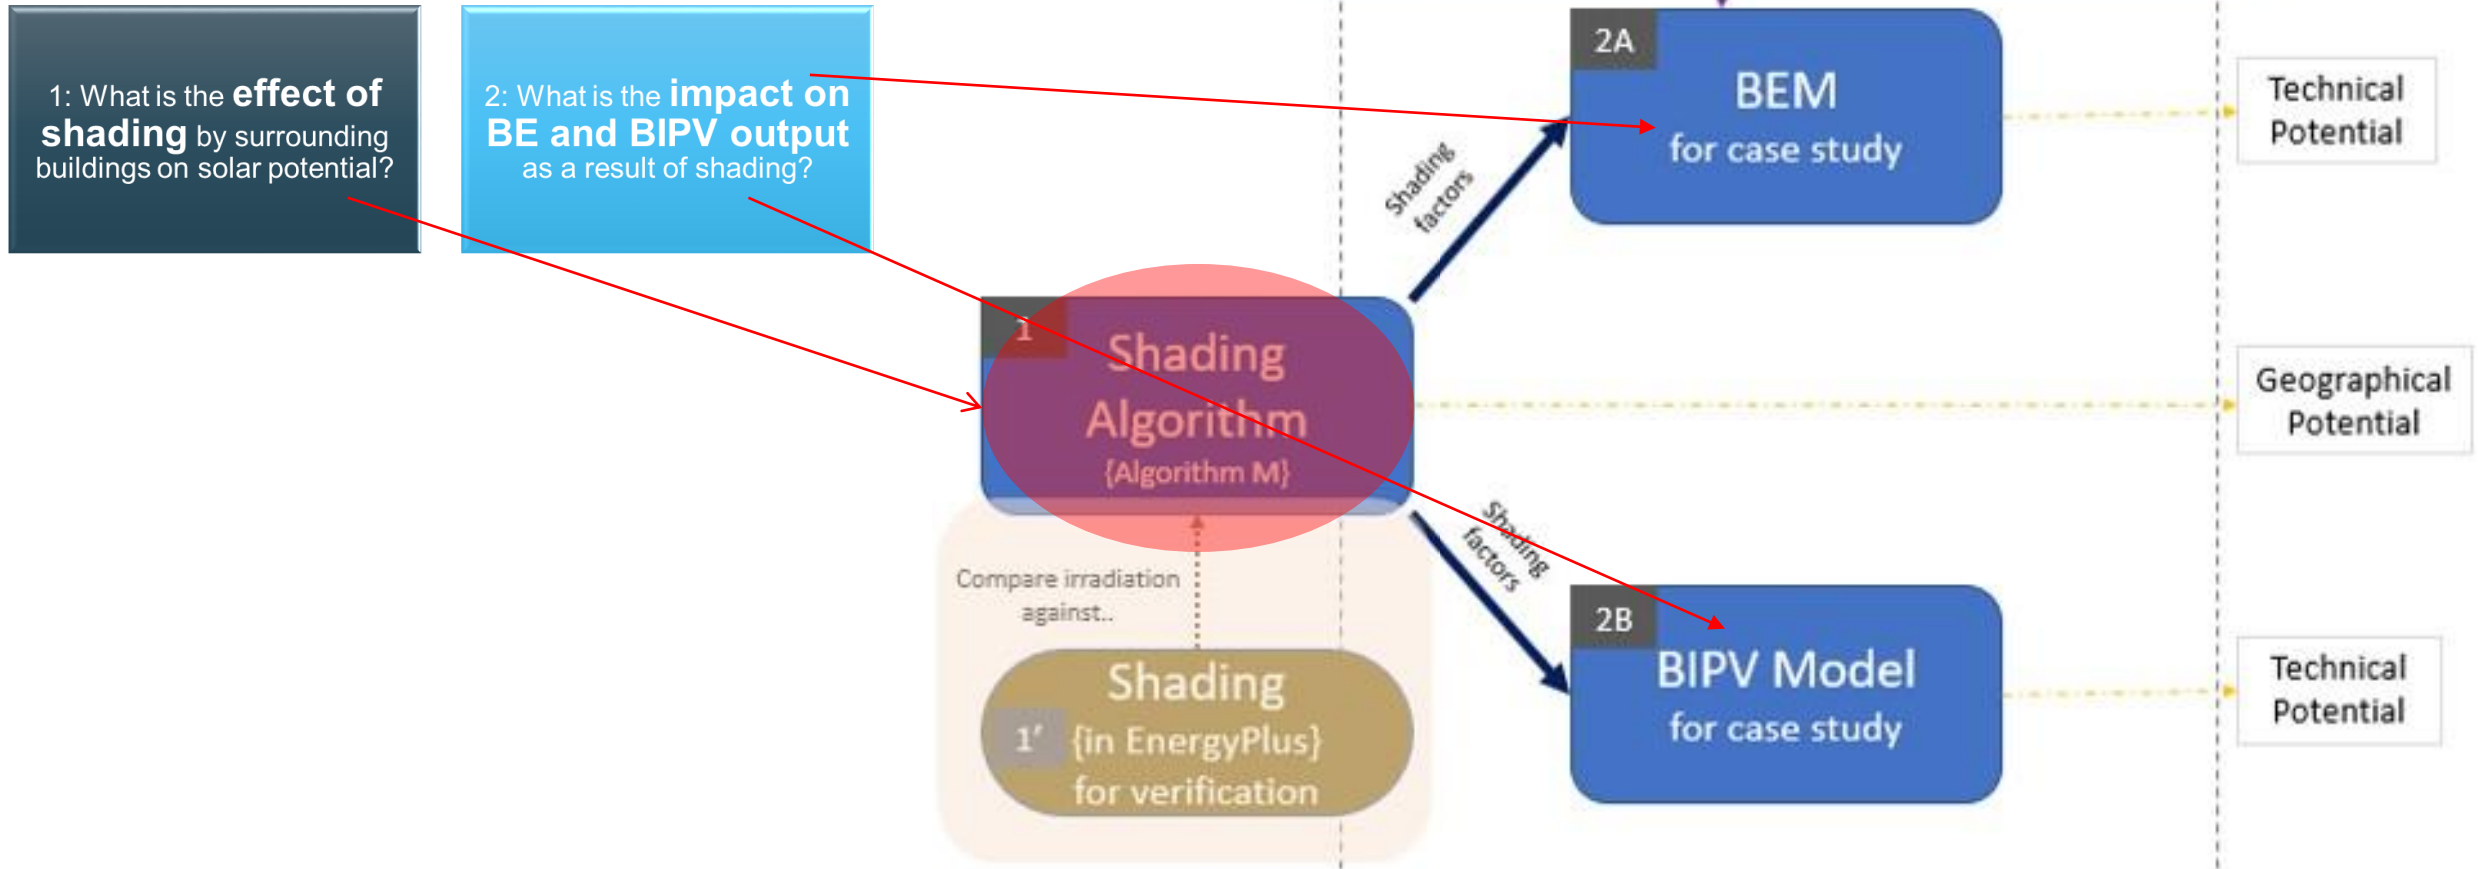 1: What is the effect of
shading by surrounding
buildings on solar potential?
2: What is the impact on
BE and BIPV output
as a result of shading?
2A
BEM
for case study
Technical
Potential
Shading
factors
1
Shading
Algorithm
{Algorithm M}
Geographical
Potential
Shading
factors
Compare irradiation
against..
1'
Shading
{in EnergyPlus}
for verification
2B
BIPV Model
for case study
Technical
Potential